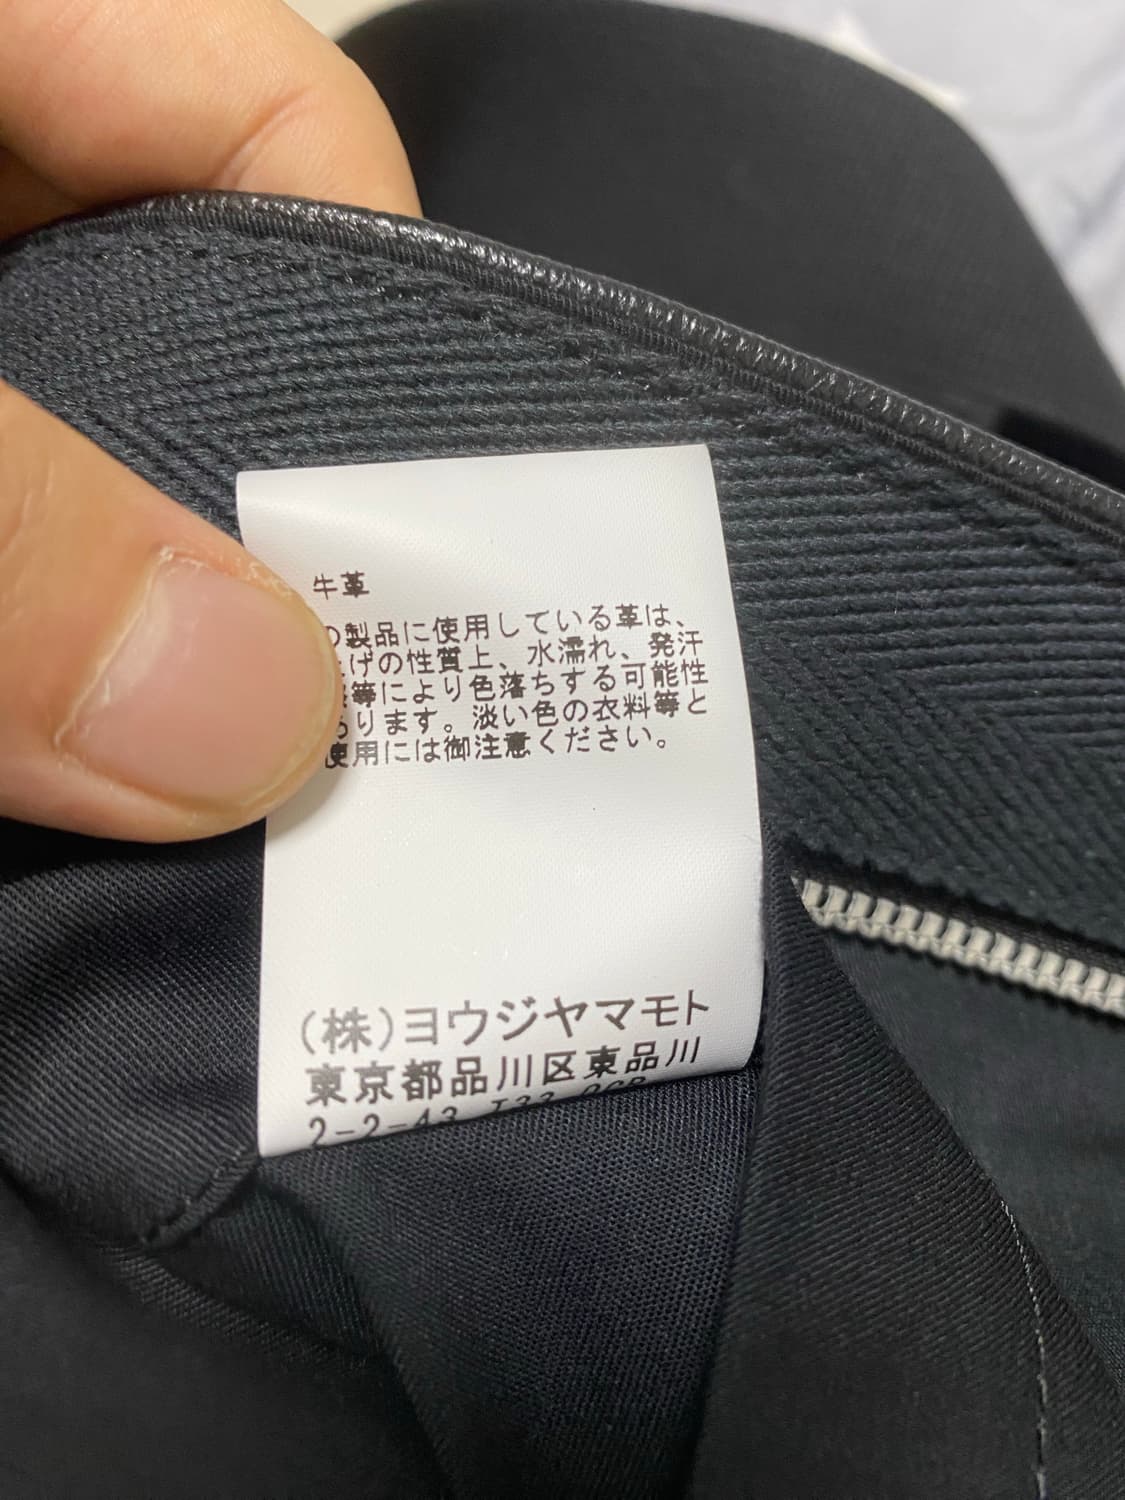 牛革
の製品に使用している革は、
げの性質上、水濡れ、発汗
等により色落ちする可能性
ります。淡い色の衣料等と
使用には御注意ください。
(株)ヨウジヤマモト
東京都品川区東品川
2-2-43